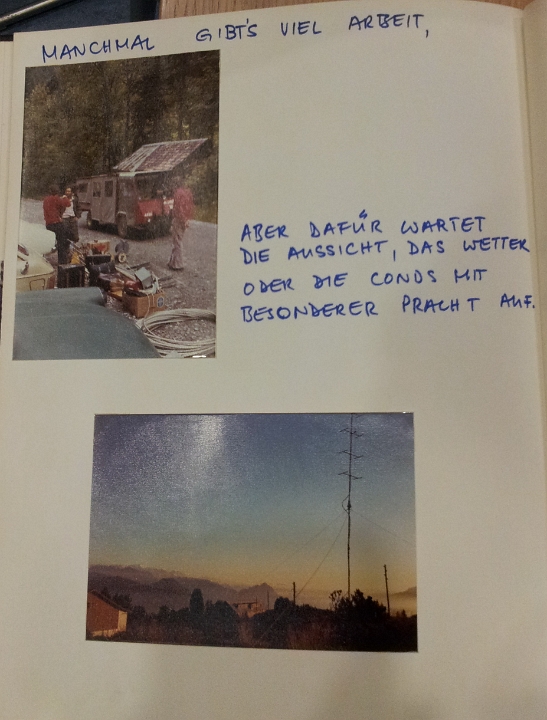 MANCHMAL GIBT'S VIEL ARBEIT,
ABER DAFÜR WARTET
DIE AUSSICHT, DAS WETTER
ODER DIE CONDS MIT
BESONDERER PRACHT AUF.